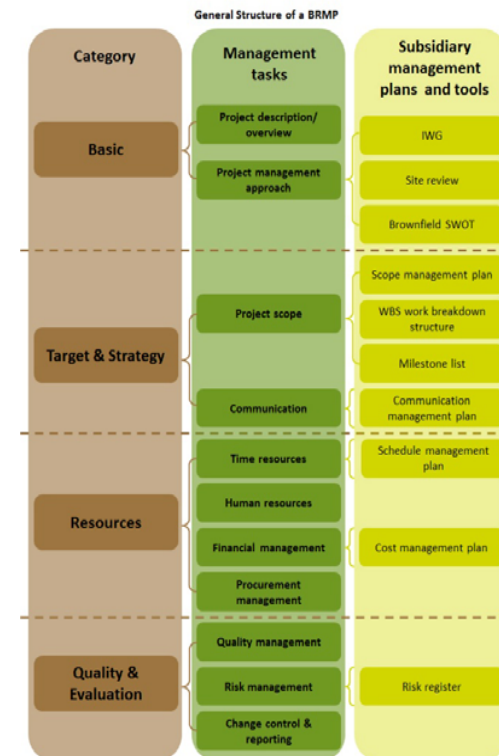 General Structure of a BRMP
Category
Management
tasks
Subsidiary
management
plans and tools
Basic
Project description/
overview
Project management
approach
IWG
Site review
Brownfield SWOT
Target & Strategy
Project scope
Scope management plan
WBS work breakdown
structure
Milestone list
Communication
Communication
management plan
Resources
Time resources
Schedule management
plan
Human resources
Financial management
Cost management plan
Procurement
management
Quality &
Evaluation
Quality management
Risk management
Risk register
Change control &
reporting